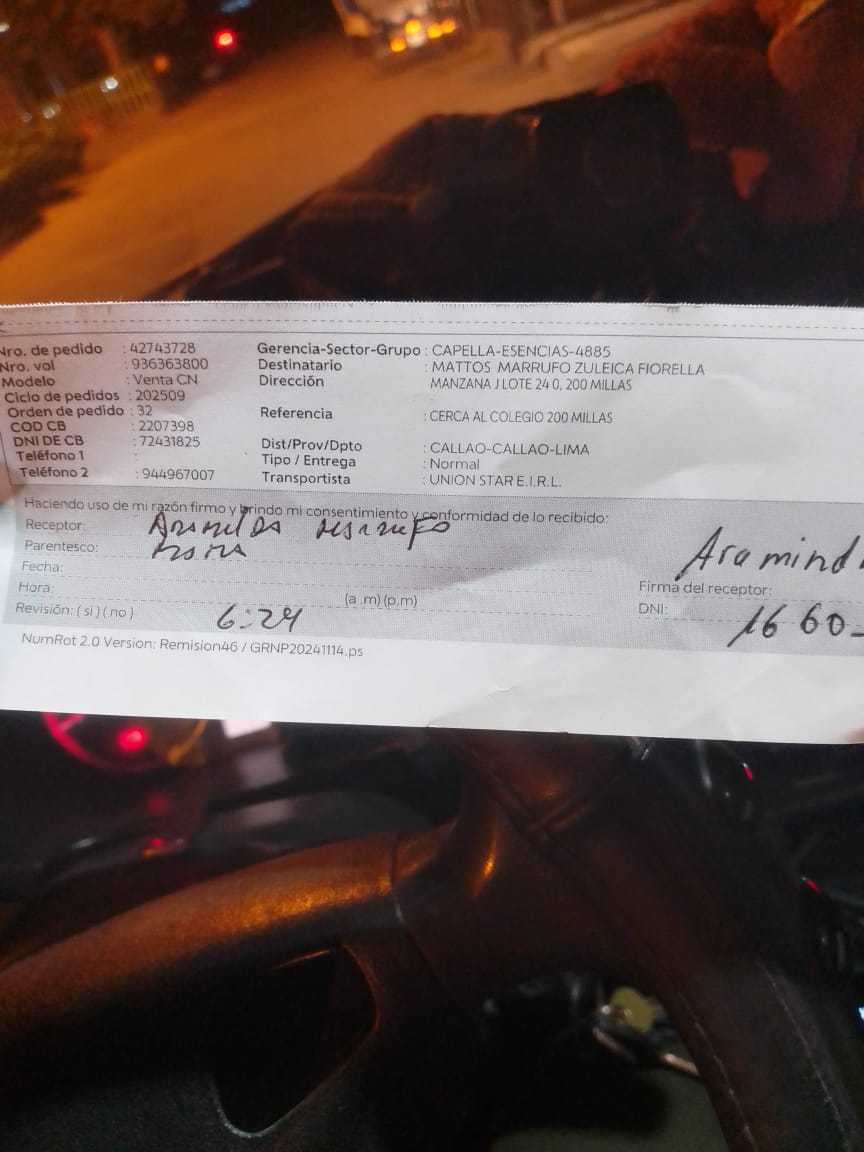 Nro. de pedido : 42743728 Gerencia-Sector-Grupo : CAPELLA-ESENCIAS-4885
Nro. val : 936363800 Destinatario : MATTOS MARRUFO ZULEICA FIORELLA
Modelo : Venta CN Dirección MANZANA J LOTE 24 0, 200 MILLAS
Ciclo de pedidos : 202509
Orden de pedido : 32 Referencia : CERCA AL COLEGIO 200 MILLAS
COD CB : 2207398
DNI DE CB : 72431825 Dist/Prov/Dpto : CALLAO-CALLAO-LIMA
Teléfono 1 : Tipo / Entrega : Normal
Teléfono 2 : 944967007 Transportista : UNION STAR E.I.R.L.
Haciendo uso de mi razón firmo y brindo mi consentimiento y conformidad de lo recibido:
Receptor:
Parentesco:
Aramind
Fecha:
Firma del receptor:
Hora: (a .m) (p,m)
DNI: 16 60
Revisión: ( si ) ( no ) 6:24
NumRot 2.0 Version: Remision46 / GRNP20241114.ps